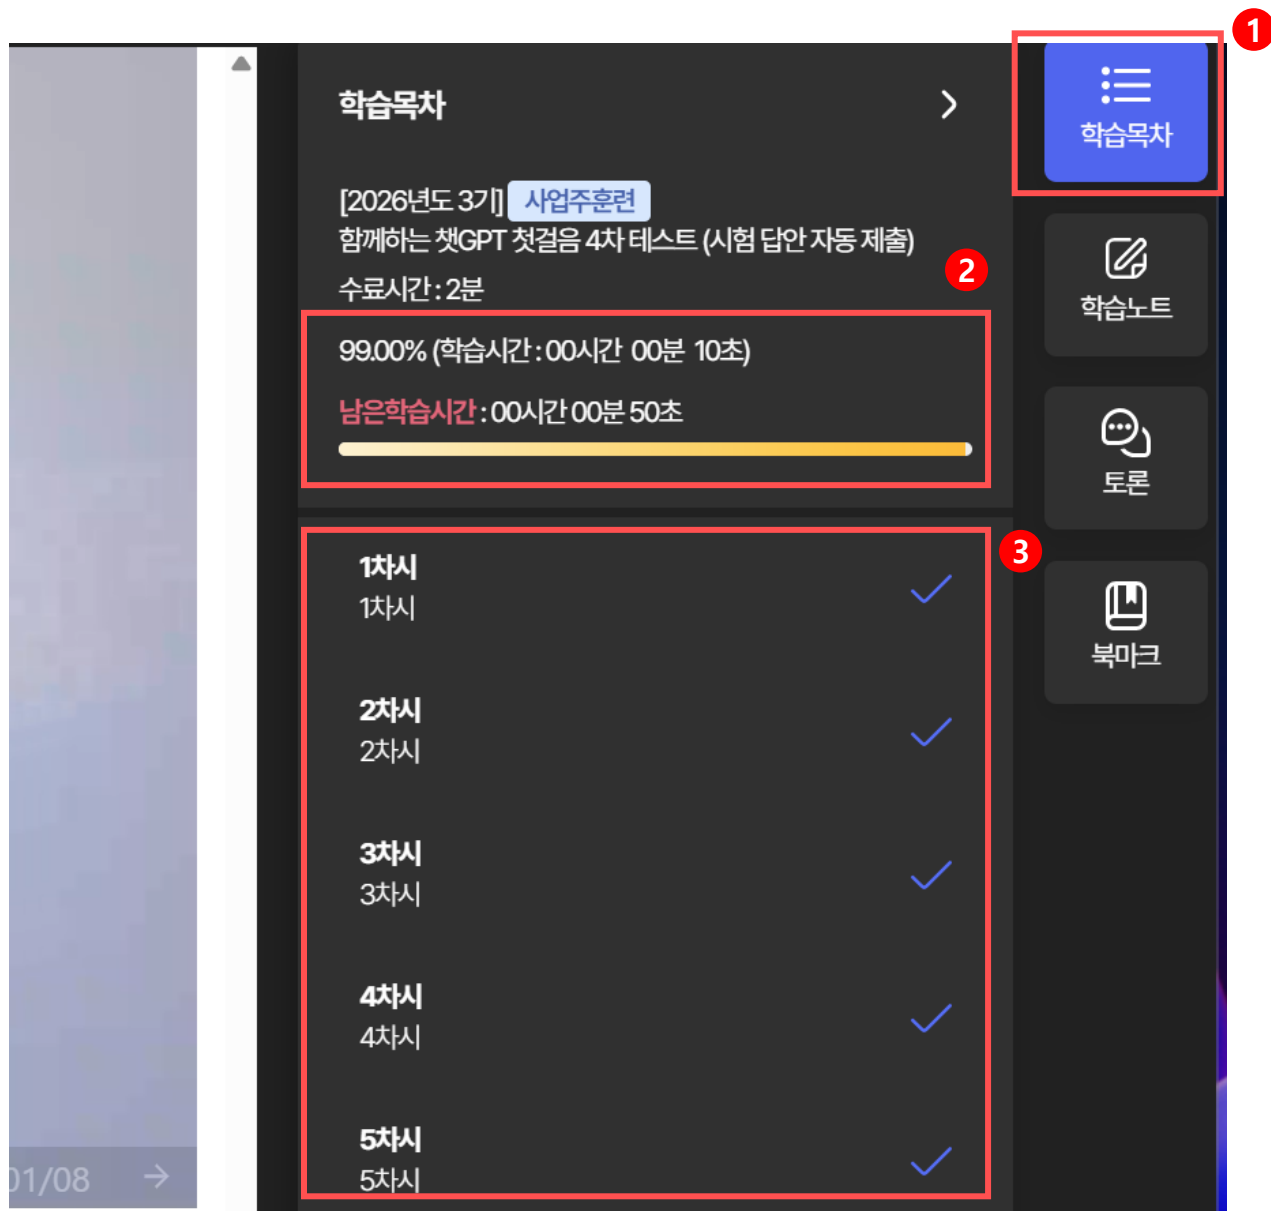 1
학습목차
학습목차
[2026년도 3기] 사업주훈련
함께하는 챗GPT 첫걸음 4차 테스트 (시험 답안 자동 제출)
수료시간 : 2분
2
99.00% (학습시간 : 00시간 00분 10초)
남은학습시간 : 00시간 00분 50초
학습노트
토론
북마크
3
1차시
1차시
2차시
2차시
3차시
3차시
4차시
4차시
5차시
5차시
01/08